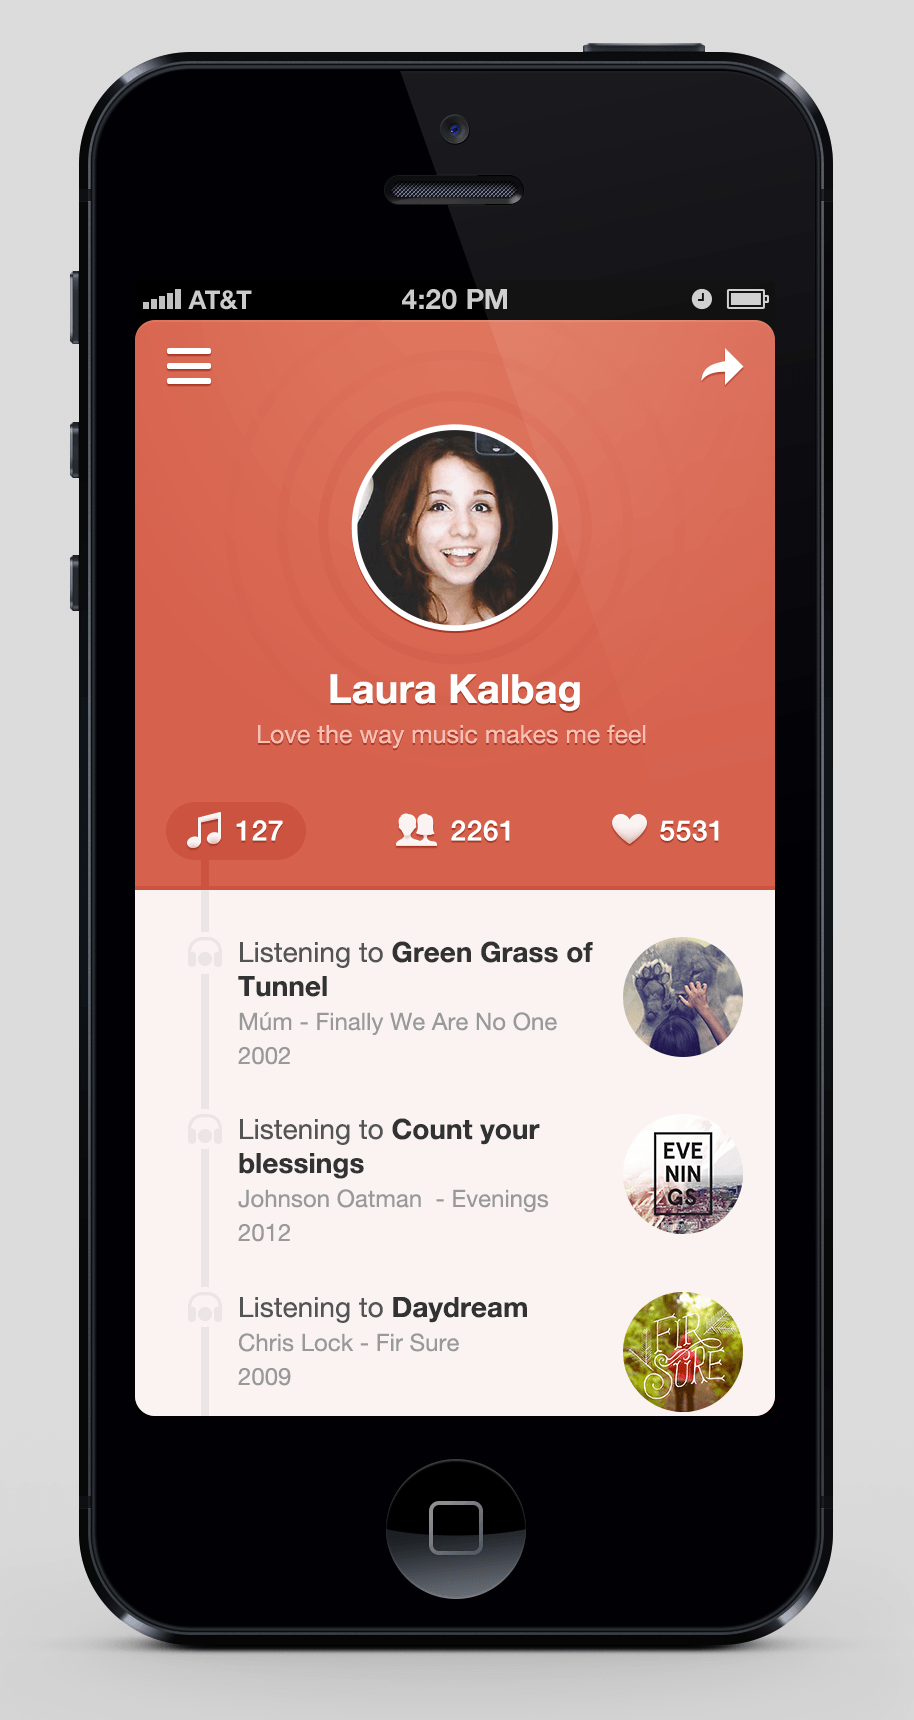 AT&T 4:20 PM
Laura Kalbag
Love the way music makes me feel
127 2261 5531
Listening to Green Grass of
Tunnel
Múm - Finally We Are No One
2002
Listening to Count your
blessings
Johnson Oatman  - Evenings
2012
EVE
NIN
GS
Listening to Daydream
Chris Lock - Fir Sure
2009
FIR
SURE